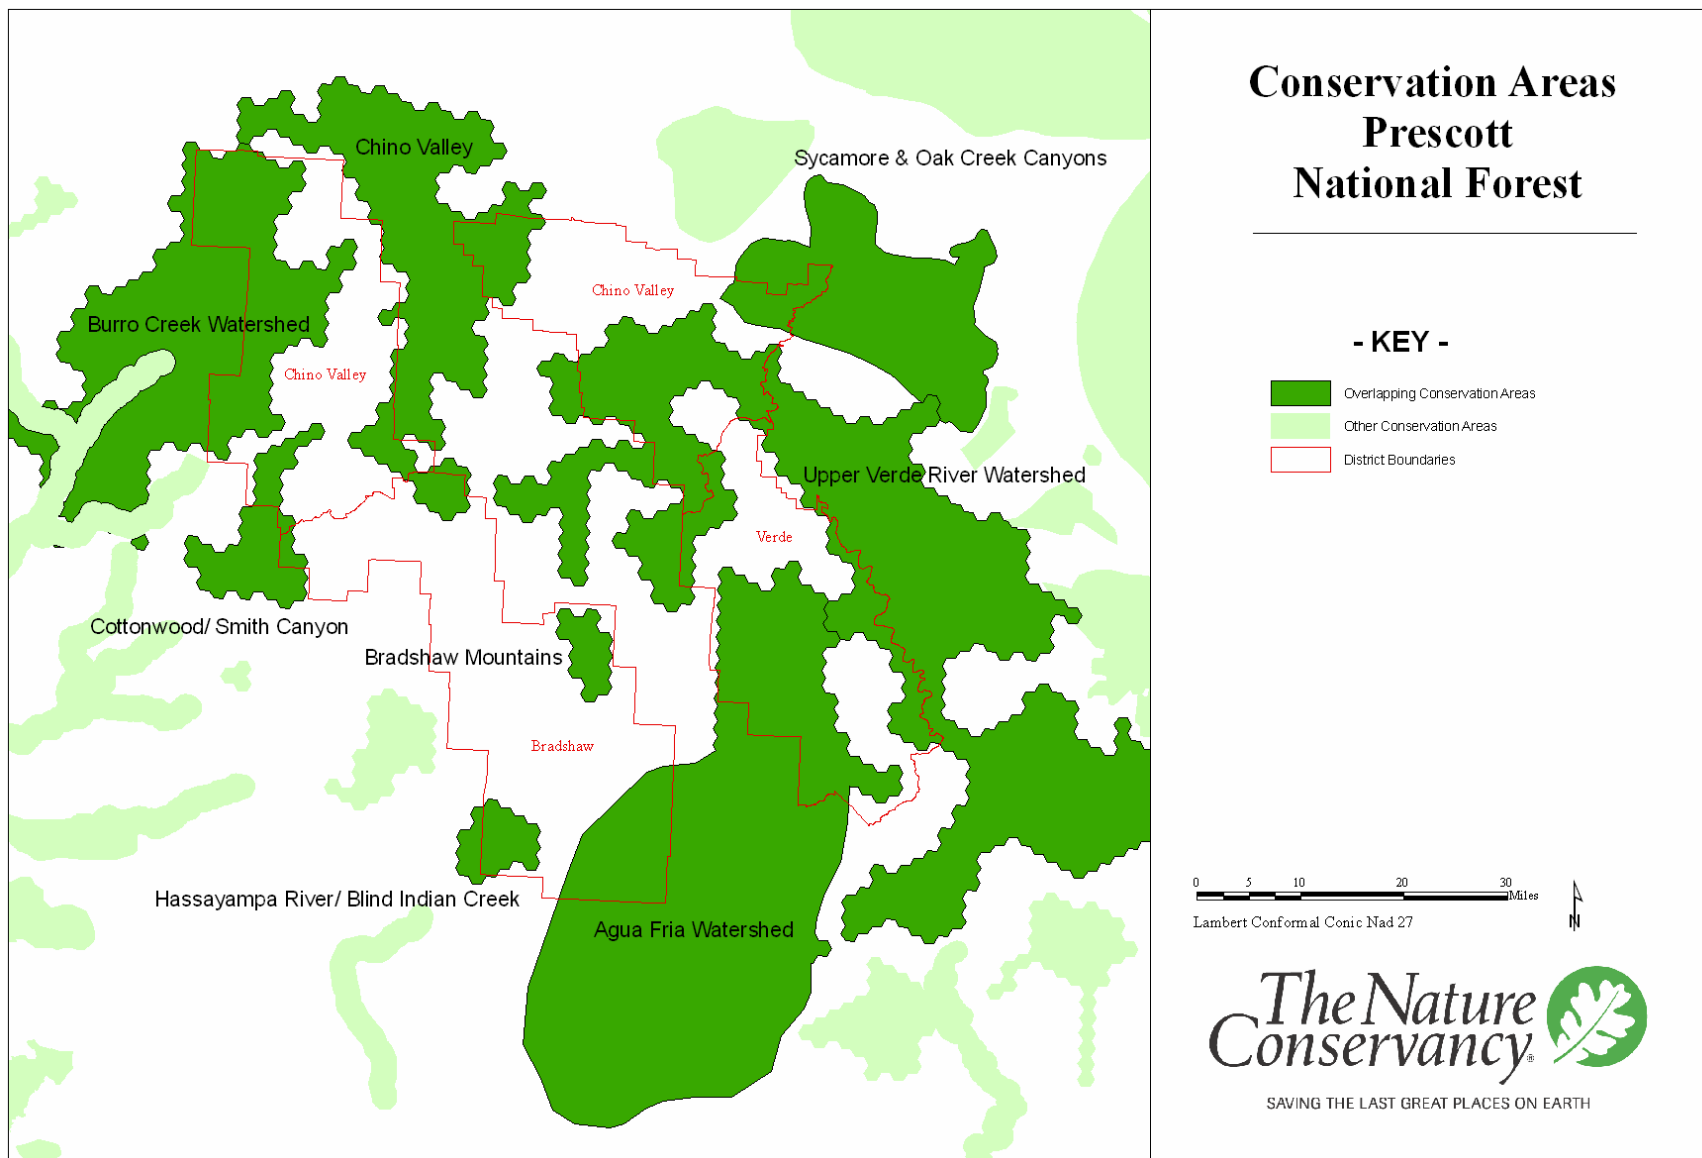 Conservation Areas
Prescott
National Forest
Chino Valley
Sycamore & Oak Creek Canyons
Chino Valley
Burro Creek Watershed
Chino Valley
Upper Verde River Watershed
Verde
Cottonwood/ Smith Canyon
Bradshaw Mountains
Bradshaw
Hassayampa River/ Blind Indian Creek
Agua Fria Watershed
- KEY -
Overlapping Conservation Areas
Other Conservation Areas
District Boundaries
0 5 10 20 30
Miles
Lambert Conformal Conic Nad 27
N
The Nature
Conservancy®
SAVING THE LAST GREAT PLACES ON EARTH